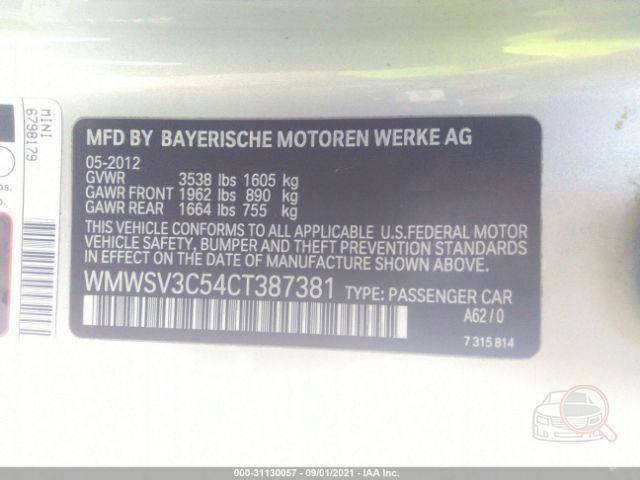 MFD BY BAYERISCHE MOTOREN WERKE AG
05-2012
GVWR 3538 lbs 1605 kg
GAWR FRONT 1962 lbs 890 kg
GAWR REAR 1664 lbs 755 kg
THIS VEHICLE CONFORMS TO ALL APPLICABLE U.S.FEDERAL MOTOR
VEHICLE SAFETY, BUMPER AND THEFT PREVENTION STANDARDS
IN EFFECT ON THE DATE OF MANUFACTURE SHOWN ABOVE.
WMWSV3C54CT387381 TYPE: PASSENGER CAR
A62/0
7 315 814
MINI
6798179
000-31130057 - 09/01/2021 - IAA Inc.